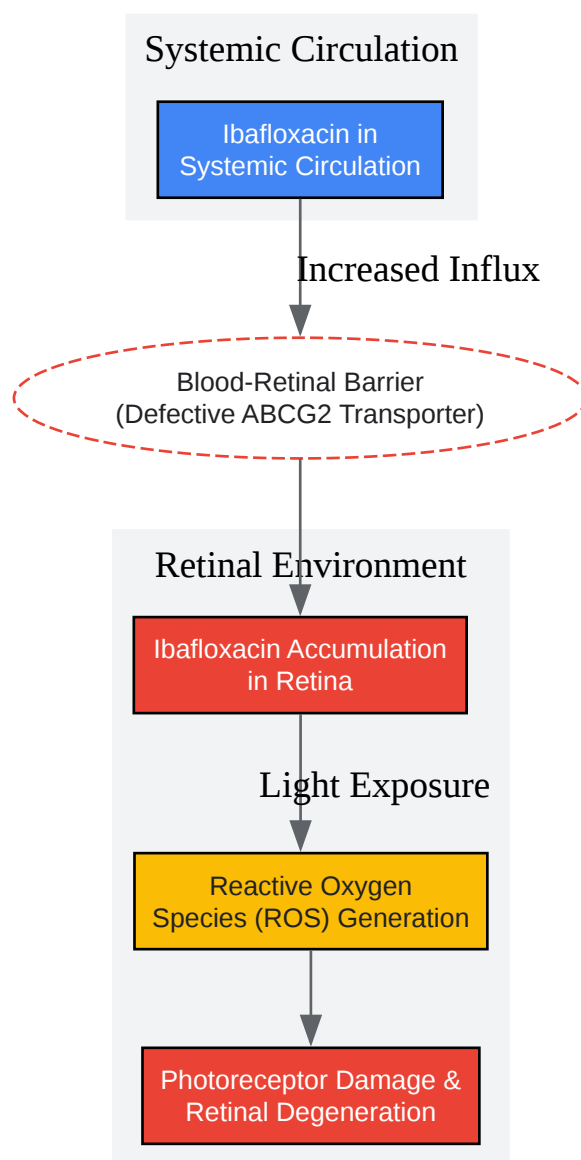 Systemic Circulation
Ibafloxacin in
Systemic Circulation
Increased Influx
Blood-Retinal Barrier
(Defective ABCG2 Transporter)
Retinal Environment
Ibafloxacin Accumulation
in Retina
Light Exposure
Reactive Oxygen
Species (ROS) Generation
Photoreceptor Damage &
Retinal Degeneration